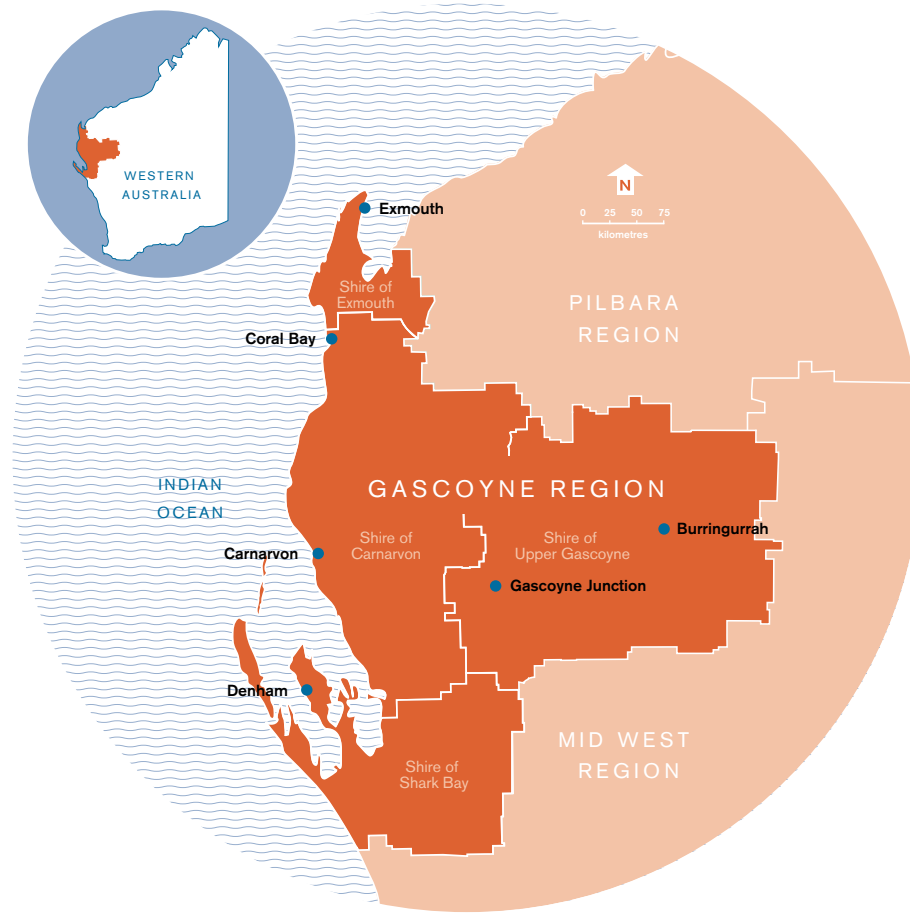 WESTERN
AUSTRALIA
N
0 25 50 75
kilometres
Exmouth
Shire of
Exmouth
PILBARA
REGION
Coral Bay
INDIAN
OCEAN
GASCOYNE REGION
Carnarvon
Shire of
Carnarvon
Shire of
Upper Gascoyne
Burringurrah
Gascoyne Junction
Denham
MID WEST
REGION
Shire of
Shark Bay